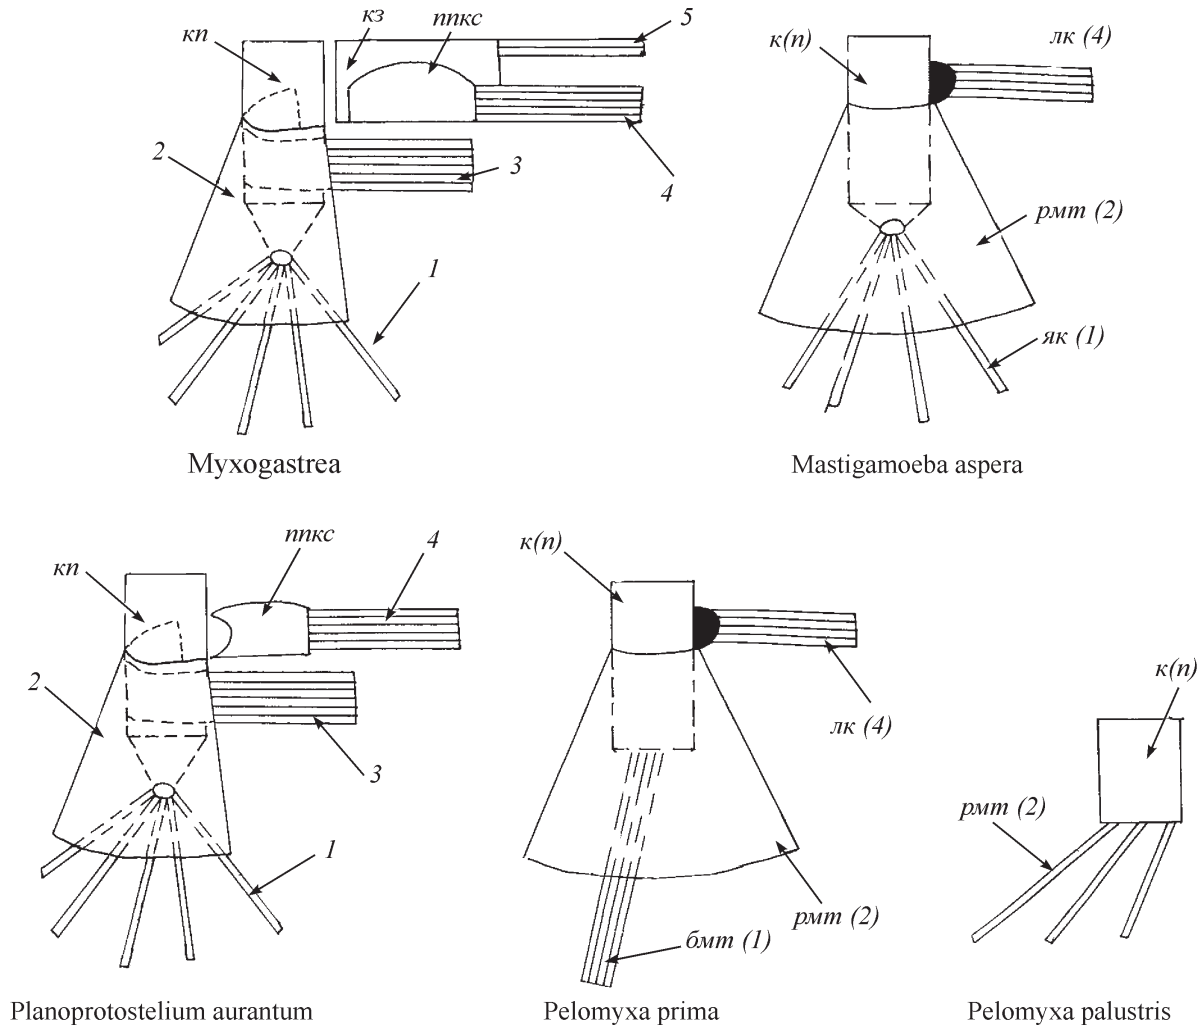 кп
кз
ппкс
5
2
3
4
1
Myxogastrea
к(п)
лк (4)
рмт (2)
як (1)
Mastigamoeba aspera
кп
ппкс
4
2
3
1
Planoprotostelium aurantum
к(п)
лк (4)
рмт (2)
бмт (1)
Pelomyxa prima
к(п)
рмт (2)
Pelomyxa palustris